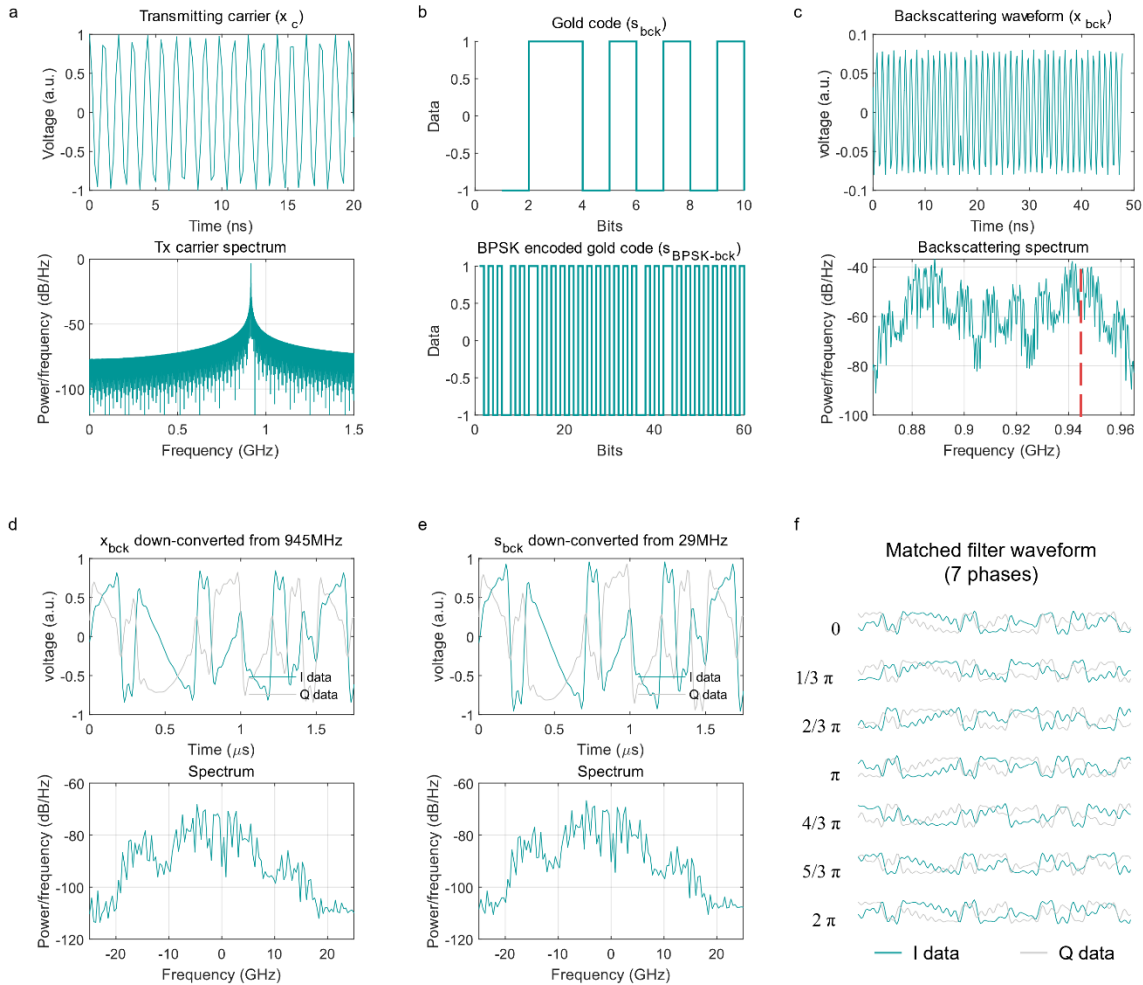 a
Transmitting carrier (x_c)
1
0.5
0
-0.5
-1
Voltage (a.u.)
0 5 10 15 20
Time (ns)
Tx carrier spectrum
0
-50
-100
Power/frequency (dB/Hz)
0 0.5 1 1.5
Frequency (GHz)
b
Gold code (s_bck)
1
0.5
0
-0.5
-1
Data
0 2 4 6 8 10
Bits
BPSK encoded gold code (s_BPSK-bck)
1
0.5
0
-0.5
-1
Data
20 40 60
Bits
c
Backscattering waveform (x_bck)
0.1
0.05
0
-0.05
-0.1
voltage (a.u.)
0 10 20 30 40 50
Time (ns)
Backscattering spectrum
-40
-60
-80
-100
Power/frequency (dB/Hz)
0.88 0.9 0.92 0.94 0.96
Frequency (GHz)
d
x_bck down-converted from 945MHz
1
0.5
0
-0.5
-1
voltage (a.u.)
I data
Q data
0 0.5 1 1.5
Time (μs)
Spectrum
-60
-80
-100
-120
Power/frequency (dB/Hz)
-20 -10 0 10 20
Frequency (GHz)
e
s_bck down-converted from 29MHz
1
0.5
0
-0.5
-1
voltage (a.u.)
I data
Q data
0 0.5 1 1.5
Time (μs)
Spectrum
-60
-80
-100
-120
Power/frequency (dB/Hz)
-20 -10 0 10 20
Frequency (GHz)
f
Matched filter waveform
(7 phases)
0
1/3 π
2/3 π
π
4/3 π
5/3 π
2 π
I data Q data